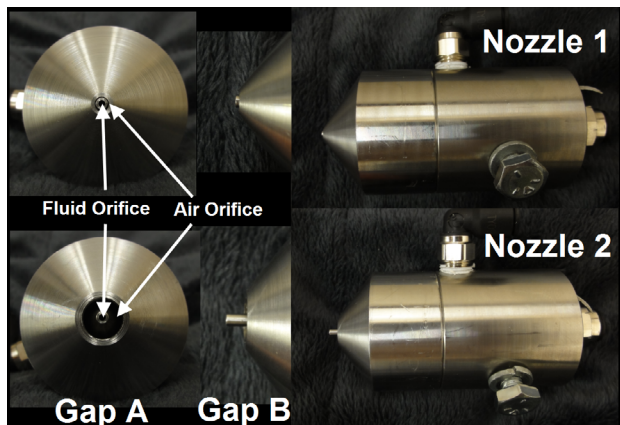 Nozzle 1
Fluid Orifice
Air Orifice
Nozzle 2
Gap A
Gap B